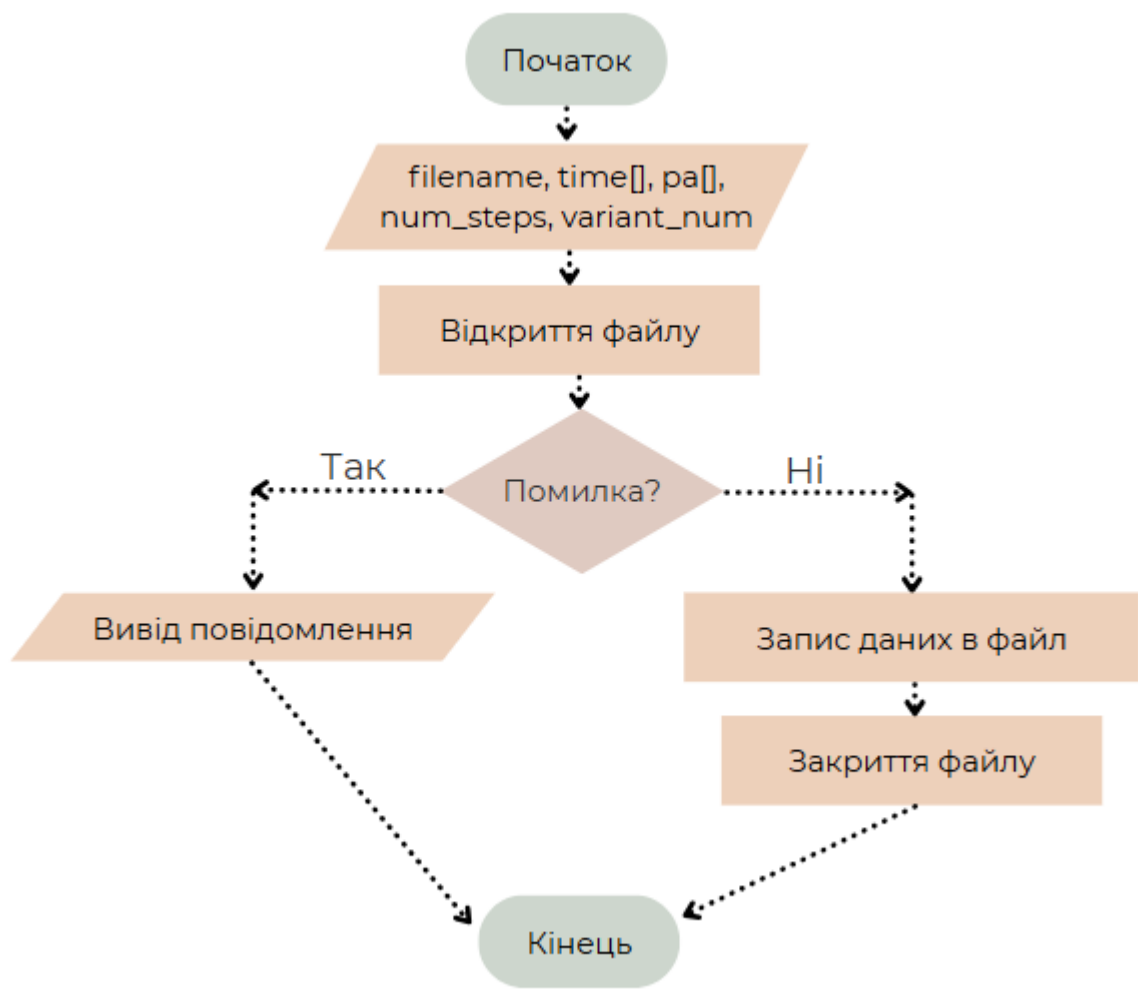 Початок
filename, time[], pa[],
num_steps, variant_num
Відкриття файлу
Помилка?
Так
Ні
Вивід повідомлення
Запис даних в файл
Закриття файлу
Кінець